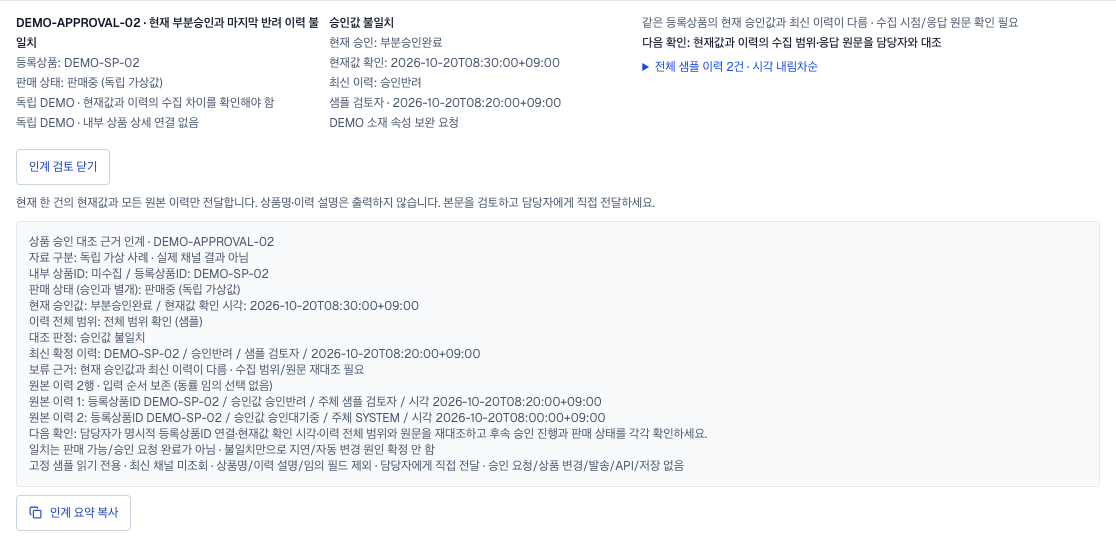 DEMO-APPROVAL-02 · 현재 부분승인과 마지막 반려 이력 불
일치
등록상품: DEMO-SP-02
판매 상태: 판매중 (독립 가상값)
독립 DEMO · 현재값과 이력의 수집 차이를 확인해야 함
독립 DEMO · 내부 상품 상세 연결 없음
승인값 불일치
현재 승인: 부분승인완료
현재값 확인: 2026-10-20T08:30:00+09:00
최신 이력: 승인반려
샘플 검토자 · 2026-10-20T08:20:00+09:00
DEMO 소재 속성 보완 요청
같은 등록상품의 현재 승인값과 최신 이력이 다름 · 수집 시점/응답 원문 확인 필요
다음 확인: 현재값과 이력의 수집 범위·응답 원문을 담당자와 대조
▶ 전체 샘플 이력 2건 · 시각 내림차순
인계 검토 닫기
현재 한 건의 현재값과 모든 원본 이력만 전달합니다. 상품명·이력 설명은 출력하지 않습니다. 본문을 검토하고 담당자에게 직접 전달하세요.
상품 승인 대조 근거 인계 · DEMO-APPROVAL-02
자료 구분: 독립 가상 사례 · 실제 채널 결과 아님
내부 상품ID: 미수집 / 등록상품ID: DEMO-SP-02
판매 상태 (승인과 별개): 판매중 (독립 가상값)
현재 승인값: 부분승인완료 / 현재값 확인 시각: 2026-10-20T08:30:00+09:00
이력 전체 범위: 전체 범위 확인 (샘플)
대조 판정: 승인값 불일치
최신 확정 이력: DEMO-SP-02 / 승인반려 / 샘플 검토자 / 2026-10-20T08:20:00+09:00
보류 근거: 현재 승인값과 최신 이력이 다름 · 수집 범위/원문 재대조 필요
원본 이력 2행 · 입력 순서 보존 (동률 임의 선택 없음)
원본 이력 1: 등록상품ID DEMO-SP-02 / 승인값 승인반려 / 주체 샘플 검토자 / 시각 2026-10-20T08:20:00+09:00
원본 이력 2: 등록상품ID DEMO-SP-02 / 승인값 승인대기중 / 주체 SYSTEM / 시각 2026-10-20T08:00:00+09:00
다음 확인: 담당자가 명시적 등록상품ID 연결·현재값 확인 시각·이력 전체 범위와 원문을 재대조하고 후속 승인 진행과 판매 상태를 각각 확인하세요.
일치는 판매 가능/승인 요청 완료가 아님 · 불일치만으로 지연/자동 변경 원인 확정 안 함
고정 샘플 읽기 전용 · 최신 채널 미조회 · 상품명/이력 설명/임의 필드 제외 · 담당자에게 직접 전달 · 승인 요청/상품 변경/발송/API/저장 없음
인계 요약 복사